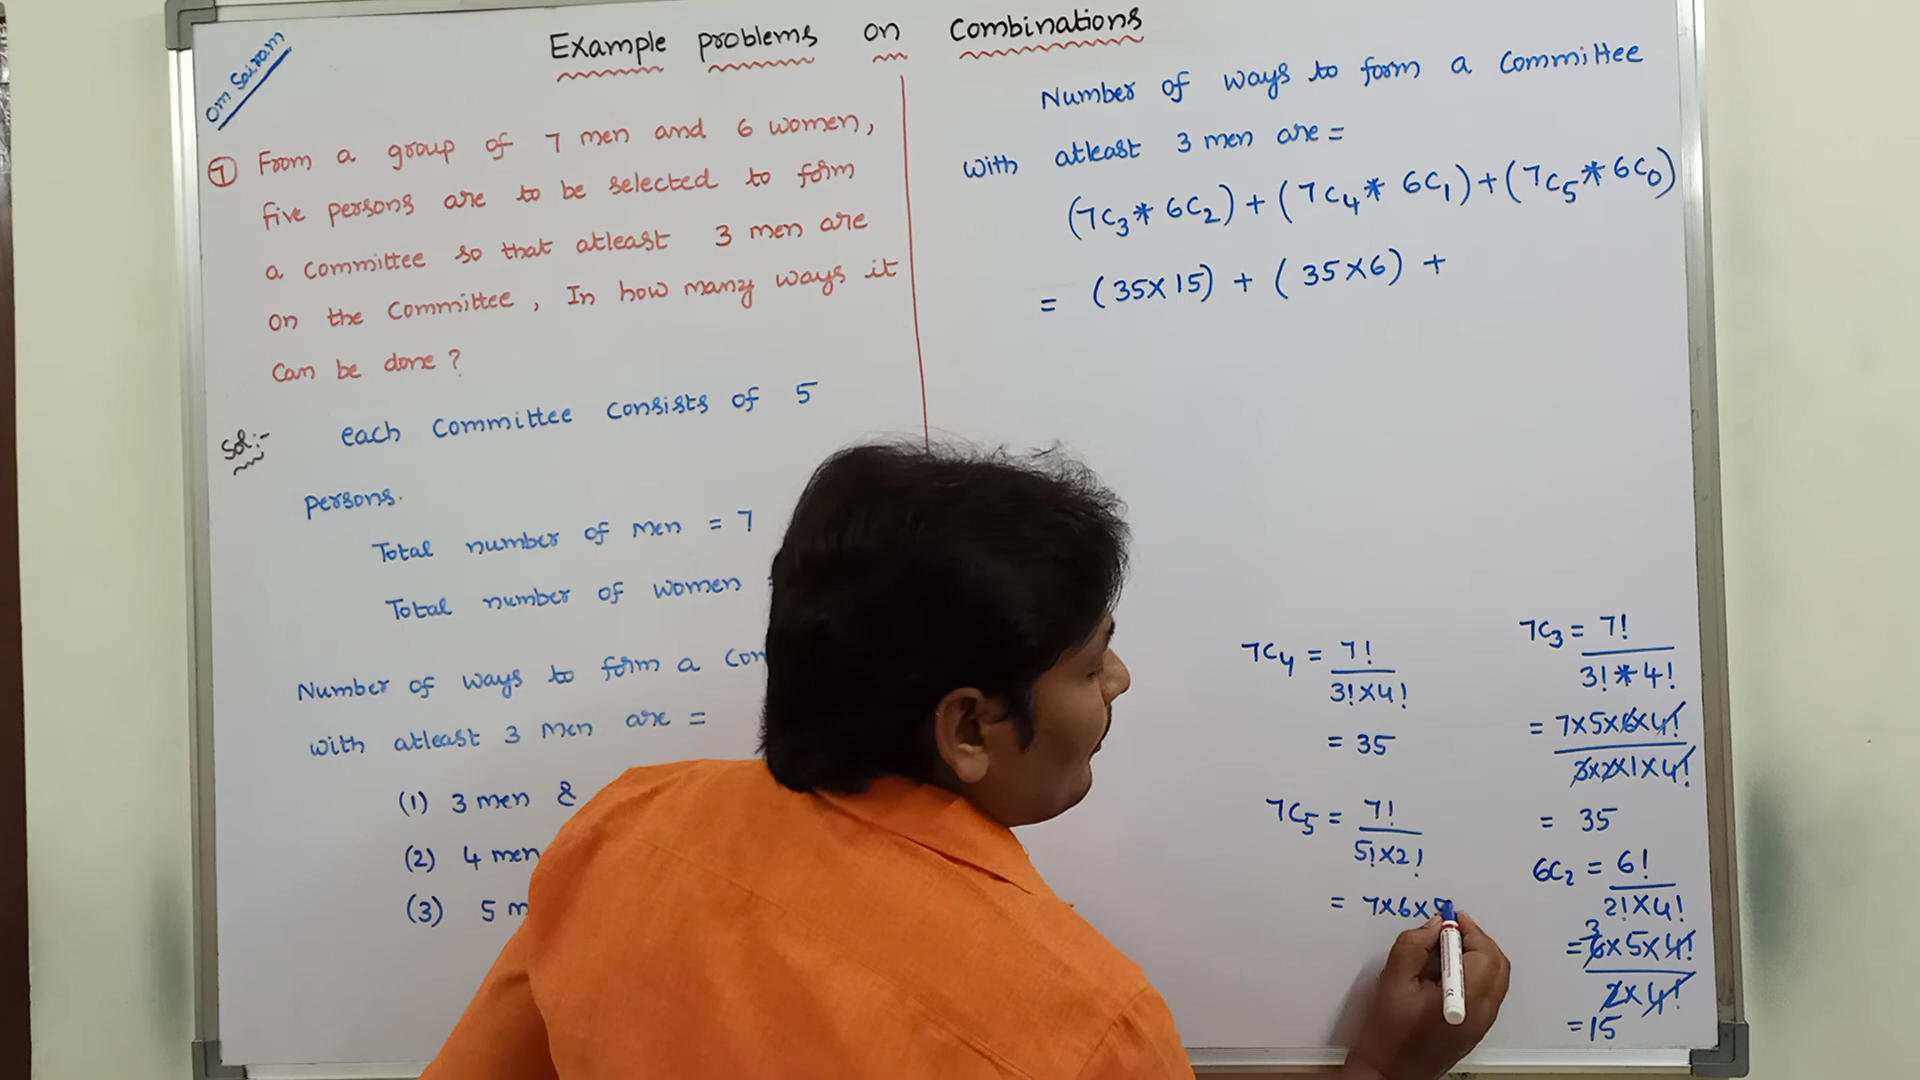 Example problems on Combinations
Om Sairam
7 From a group of 7 men and 6 women,
five persons are to be selected to form
a committee so that atleast 3 men are
on the committee, In how many ways it
can be done?
Sol:- each committee consists of 5
persons.
Total number of men = 7
Total number of women
Number of ways to form a
with atleast 3 men are =
(1) 3 men &
(2) 4 men
(3) 5
Number of ways to form a committee
with atleast 3 men are =
(7C₃ * 6C₂) + (7C₄ * 6C₁) + (7C₅ * 6C₀)
= (35×15) + (35×6) +
7C₄ = 7!
3!×4!
= 35
7C₅ = 7!
5!×2!
= 7×6×
7C₃ = 7!
3!*4!
= 7×5×6×4!
3×2×1×4!
= 35
6C₂ = 6!
2!×4!
3
= 6×5×4!
2×4!
= 15